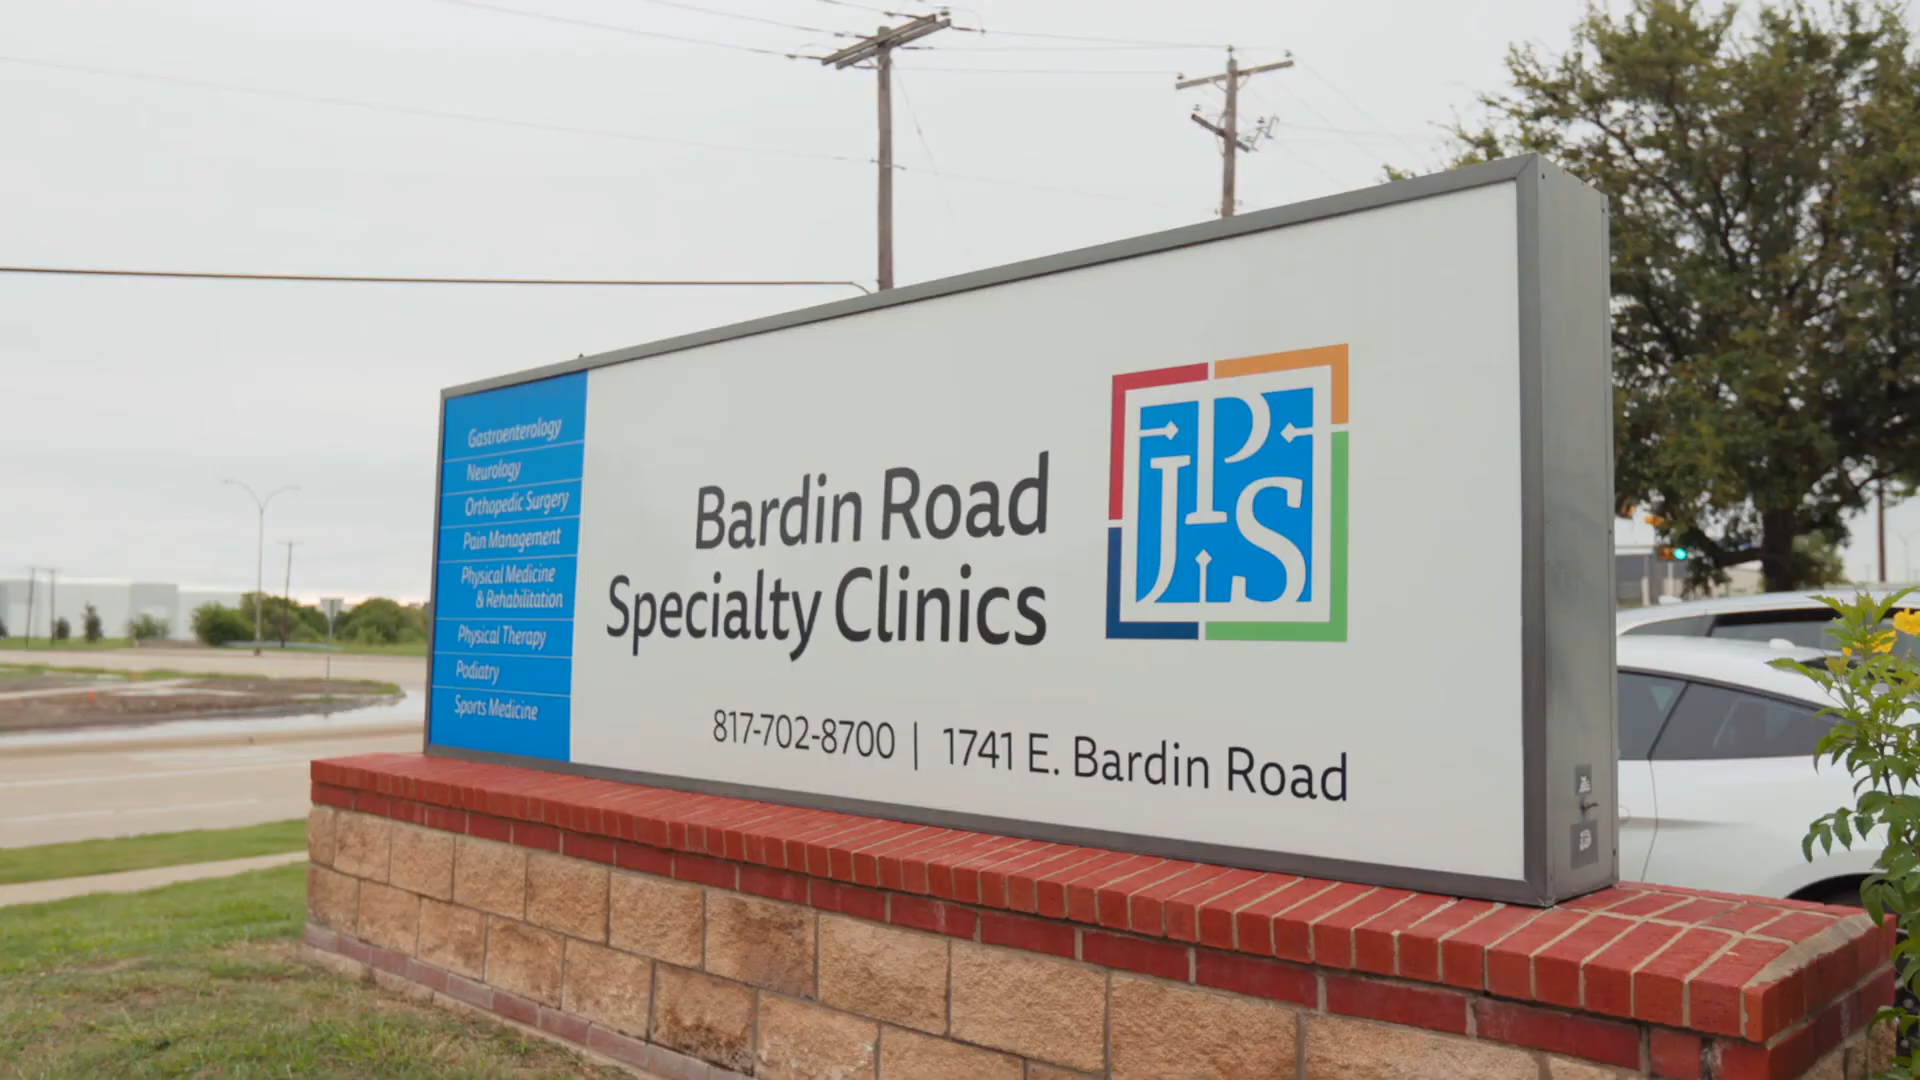 Gastroenterology
Neurology
Orthopedic Surgery
Pain Management
Physical Medicine
& Rehabilitation
Physical Therapy
Podiatry
Sports Medicine
Bardin Road
Specialty Clinics
JPS
817-702-8700 | 1741 E. Bardin Road